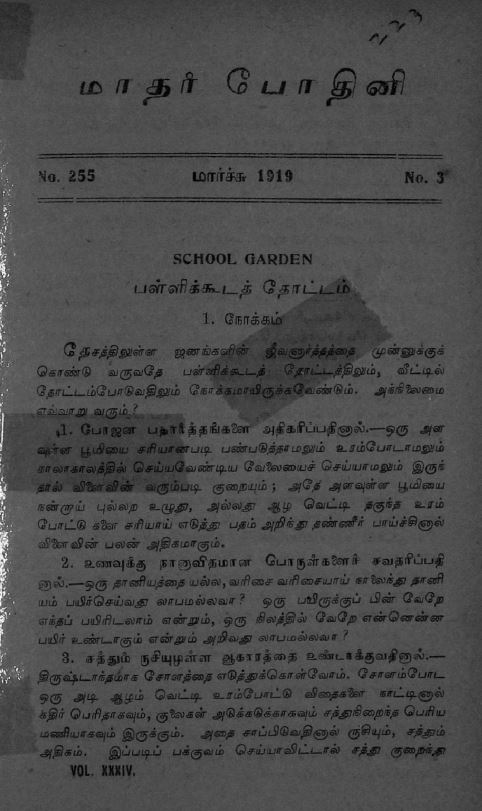 மாதர் போதினி
No. 255 மார்ச்சு 1919 No. 3
SCHOOL GARDEN
பள்ளிக்கூடத் தோட்டம்
1. நோக்கம்
தேசத்திலுள்ள ஜனங்களின் ஜீவனார்த்தத்தை முன்னுக்குக்
கொண்டு வருவதே பள்ளிக்கூடத் தோட்டத்திலும், வீட்டில்
தோட்டம்போடுவதிலும் நோக்கமாயிருக்கவேண்டும். அந்நிலைமை
எவ்வாறு வரும்?
1. போஜன பதார்த்தங்களை அதிகரிப்பதினால்.—ஒரு அள
வுள்ள பூமியை சரியானபடி பண்படுத்தாமலும் உரம்போடாமலும்
காலாகாலத்தில் செய்யவேண்டிய வேலையைச் செய்யாமலும் இருந்
தால் விளைவின் வரும்படி குறையும்; அதே அளவுள்ள பூமியை
நன்றாய் புல்லற உழுது, அல்லது ஆழ வெட்டி தகுந்த உரம்
போட்டு களை சரியாய் எடுத்து பதம் அறிந்து தண்ணீர் பாய்ச்சினால்
விளைவின் பலன் அதிகமாகும்.
2. உணவுக்கு நானாவிதமான பொருள்களைச் சவதரிப்பதி
னால்.—ஒரு தானியத்தை யல்ல, வரிசை வரிசையாய் நாலைந்து தானி
யம் பயிர்செய்வது லாபமல்லவா? ஒரு பயிருக்குப் பின் வேறே
எந்தப் பயிரிடலாம் என்றும், ஒரு நிலத்தில் வேறே என்னென்ன
பயிர் உண்டாகும் என்றும் அறிவது லாபமல்லவா?
3. சத்தும் ருசியுமுள்ள ஆகாரத்தை உண்டாக்குவதினால்.—
திருஷ்டாந்தமாக சோளத்தை எடுத்துக்கொள்வோம். சோளம்போட
ஒரு அடி ஆழம் வெட்டி உரம்போட்டு விதைகளை காட்டினால்
கதிர் பெரிதாகவும், குலைகள் அடுக்கடுக்காகவும் சத்துநிறைந்த பெரிய
மணியாகவும் இருக்கும். அதை சாப்பிடுவதினால் ருசியும், சத்தும்
அதிகம். இப்படிப் பக்குவம் செய்யாவிட்டால் சத்து குறைந்து
VOL. XXXIV.